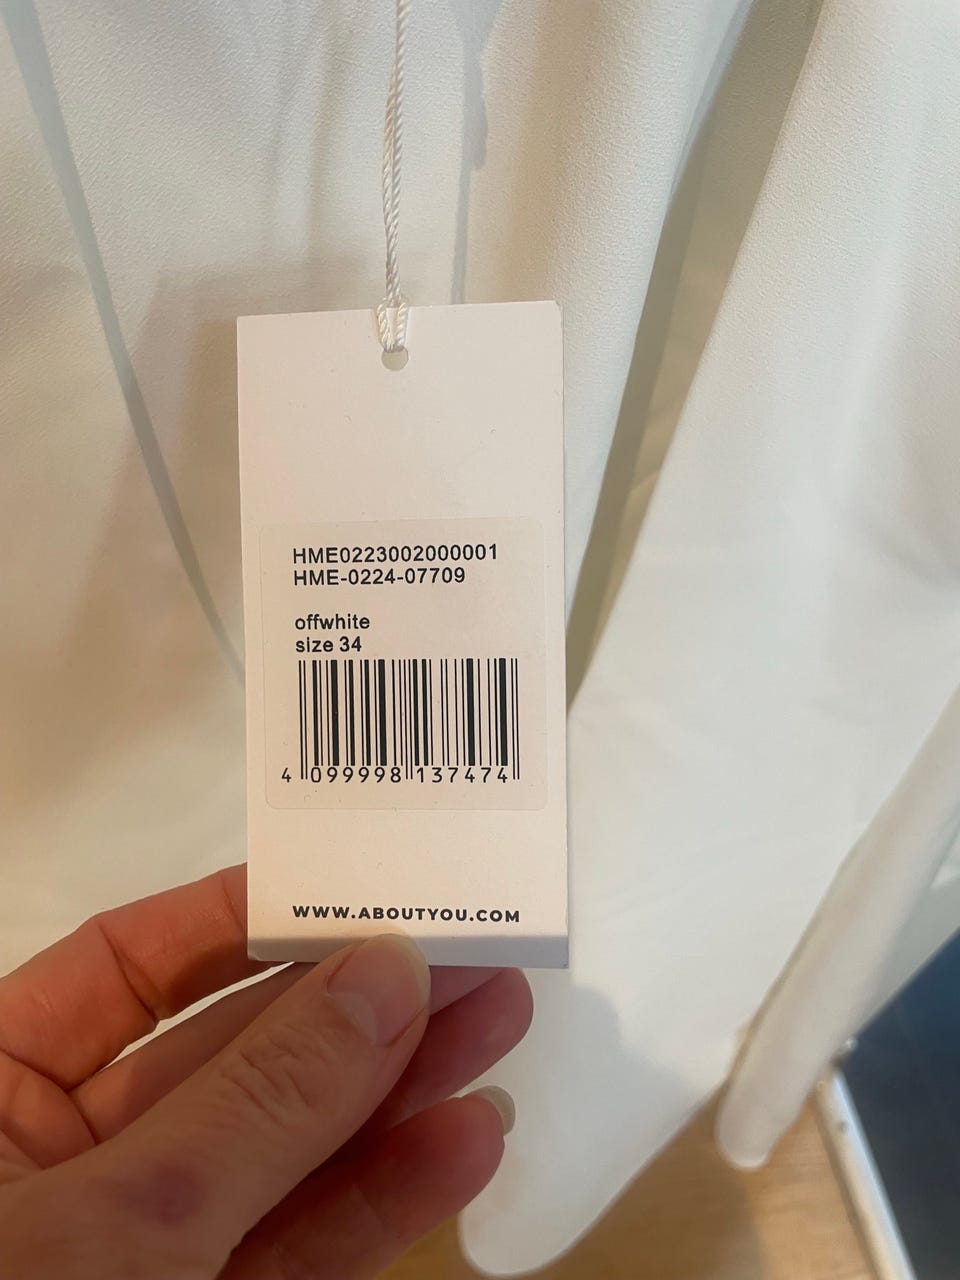 HME0223002000001
HME-0224-07709
offwhite
size 34
4 099998 137474
WWW.ABOUTYOU.COM